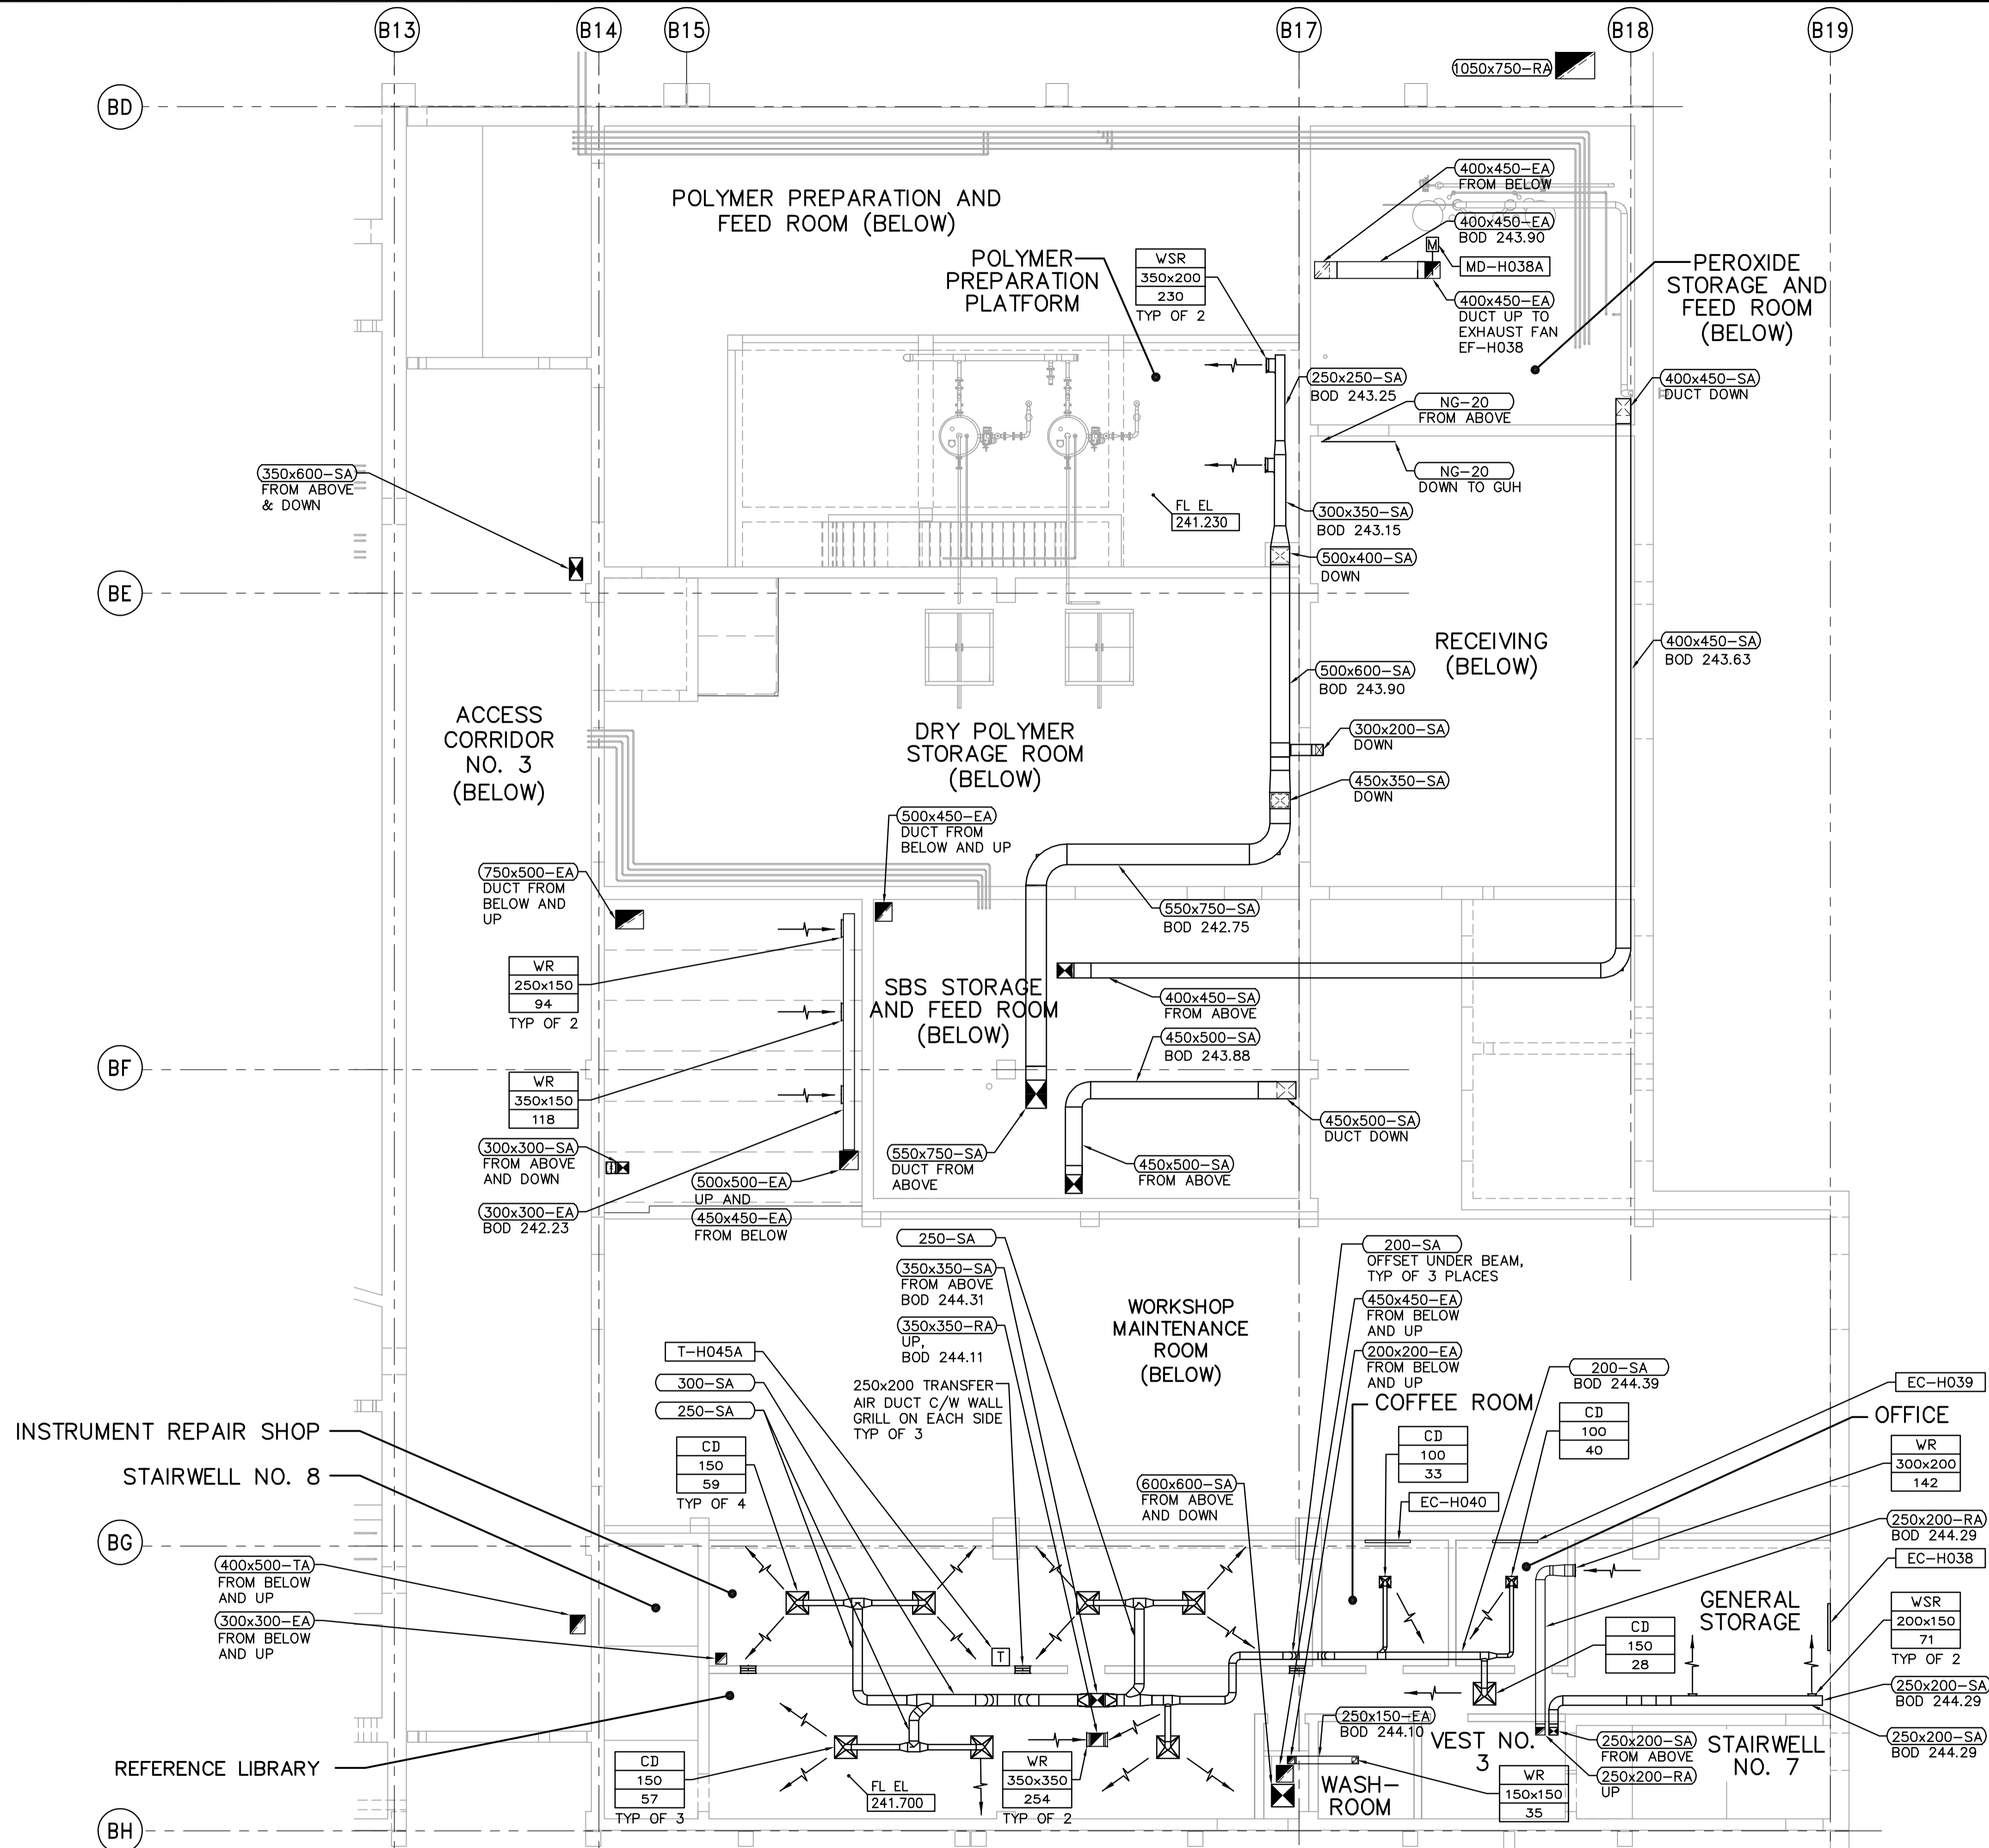 B13
B14
B15
B17
B18
B19
1050x750-RA
BD
POLYMER PREPARATION AND
FEED ROOM (BELOW)
400x450-EA
FROM BELOW
400x450-EA
BOD 243.90
M
MD-H038A
400x450-EA
DUCT UP TO
EXHAUST FAN
EF-H038
POLYMER
PREPARATION
PLATFORM
WSR
350x200
230
TYP OF 2
PEROXIDE
STORAGE AND
FEED ROOM
(BELOW)
250x250-SA
BOD 243.25
400x450-SA
DUCT DOWN
NG-20
FROM ABOVE
NG-20
DOWN TO GUH
350x600-SA
FROM ABOVE
& DOWN
FL EL
241.230
300x350-SA
BOD 243.15
500x400-SA
DOWN
BE
RECEIVING
(BELOW)
400x450-SA
BOD 243.63
500x600-SA
BOD 243.90
ACCESS
CORRIDOR
NO. 3
(BELOW)
DRY POLYMER
STORAGE ROOM
(BELOW)
300x200-SA
DOWN
450x350-SA
DOWN
500x450-EA
DUCT FROM
BELOW AND UP
750x500-EA
DUCT FROM
BELOW AND
UP
550x750-SA
BOD 242.75
WR
250x150
94
TYP OF 2
SBS STORAGE
AND FEED ROOM
(BELOW)
400x450-SA
FROM ABOVE
450x500-SA
BOD 243.88
BF
WR
350x150
118
450x500-SA
DUCT DOWN
300x300-SA
FROM ABOVE
AND DOWN
550x750-SA
DUCT FROM
ABOVE
450x500-SA
FROM ABOVE
500x500-EA
UP AND
450x450-EA
FROM BELOW
300x300-EA
BOD 242.23
250-SA
350x350-SA
FROM ABOVE
BOD 244.31
350x350-RA
UP,
BOD 244.11
200-SA
OFFSET UNDER BEAM,
TYP OF 3 PLACES
450x450-EA
FROM BELOW
AND UP
200x200-EA
FROM BELOW
AND UP
WORKSHOP
MAINTENANCE
ROOM
(BELOW)
T-H045A
300-SA
250-SA
250x200 TRANSFER
AIR DUCT C/W WALL
GRILL ON EACH SIDE
TYP OF 3
200-SA
BOD 244.39
EC-H039
COFFEE ROOM
OFFICE
INSTRUMENT REPAIR SHOP
STAIRWELL NO. 8
CD
150
59
TYP OF 4
CD
100
33
CD
100
40
WR
300x200
142
600x600-SA
FROM ABOVE
AND DOWN
EC-H040
250x200-RA
BOD 244.29
BG
EC-H038
400x500-TA
FROM BELOW
AND UP
300x300-EA
FROM BELOW
AND UP
GENERAL
STORAGE
WSR
200x150
71
TYP OF 2
CD
150
28
T
250x200-SA
BOD 244.29
250x150-EA
BOD 244.10
VEST NO.
3
250x200-SA
FROM ABOVE
250x200-RA
UP
STAIRWELL
NO. 7
250x200-SA
BOD 244.29
REFERENCE LIBRARY
CD
150
57
TYP OF 3
FL EL
241.700
WR
350x350
254
TYP OF 2
WASH-
ROOM
WR
150x150
35
BH